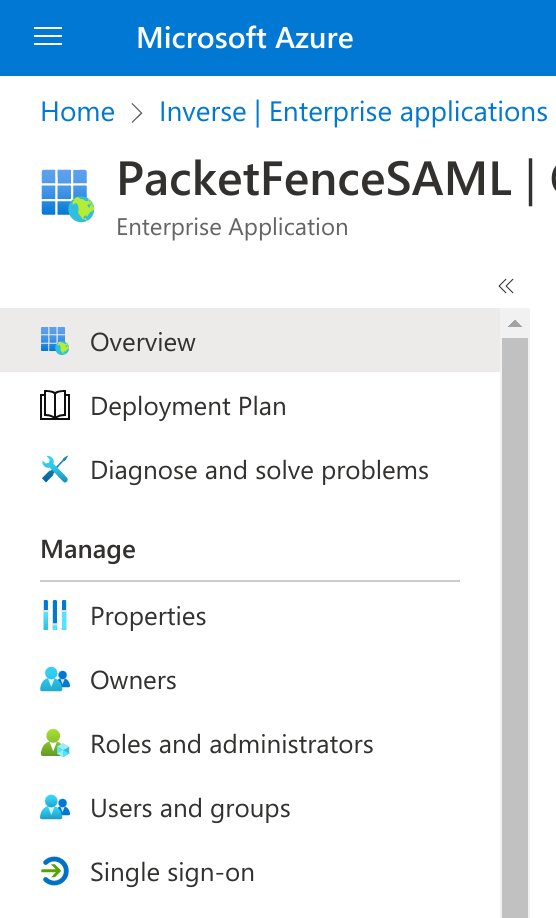 Microsoft Azure
Home > Inverse | Enterprise applications
PacketFenceSAML |
Enterprise Application
Overview
Deployment Plan
Diagnose and solve problems
Manage
Properties
Owners
Roles and administrators
Users and groups
Single sign-on